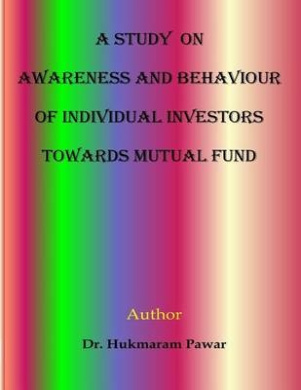 A STUDY ON
AWARENESS AND BEHAVIOUR
OF INDIVIDUAL INVESTORS
TOWARDS MUTUAL FUND
Author
Dr. Hukmaram Pawar